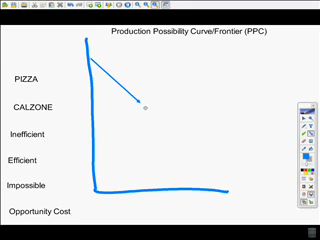 Production Possibility Curve/Frontier (PPC)
PIZZA
CALZONE
Inefficient
Efficient
Impossible
Opportunity Cost